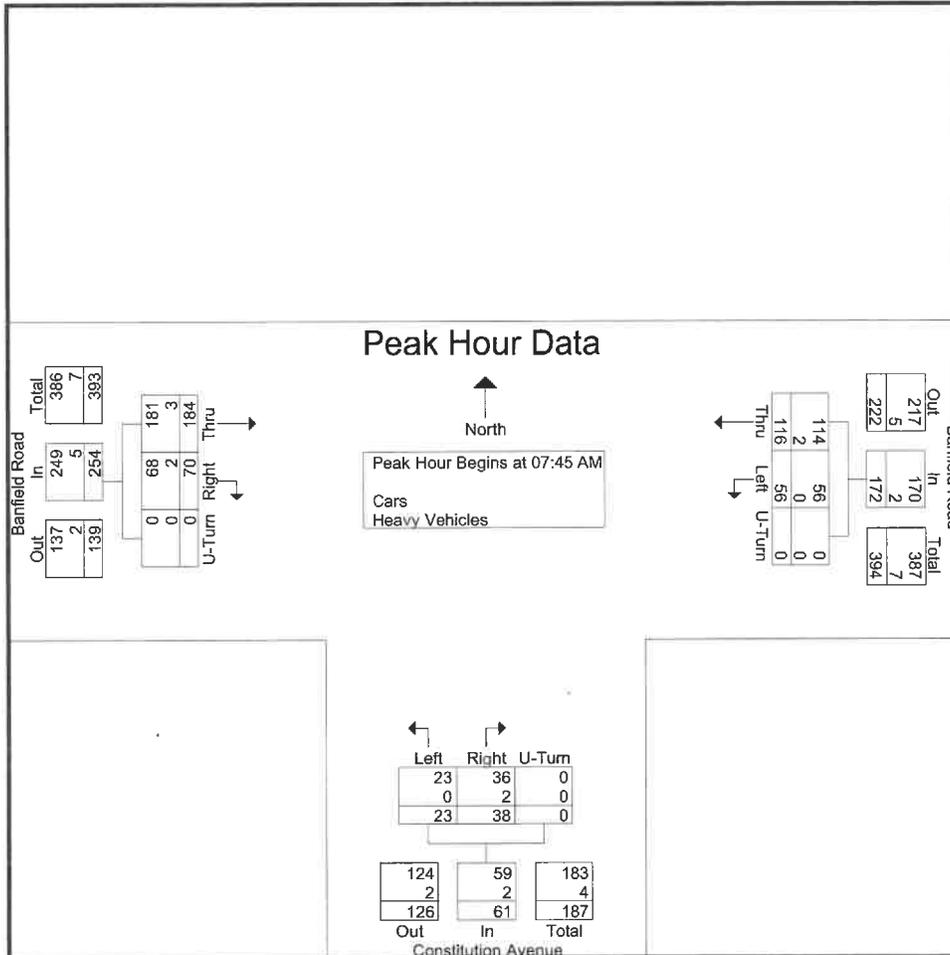 Peak Hour Data
North
Peak Hour Begins at 07:45 AM
Cars
Heavy Vehicles
Banfield Road
Total In Out
386 249 137
7 5 2
393 254 139
Thru Right U-Turn
181 68 0
3 2 0
184 70 0
Out In Total
217 170 387
5 2 7
222 172 394
Thru Left U-Turn
114 56 0
2 0 0
116 56 0
Left Right U-Turn
23 36 0
0 2 0
23 38 0
124 59 183
2 2 4
126 61 187
Out In Total
Constitution Avenue